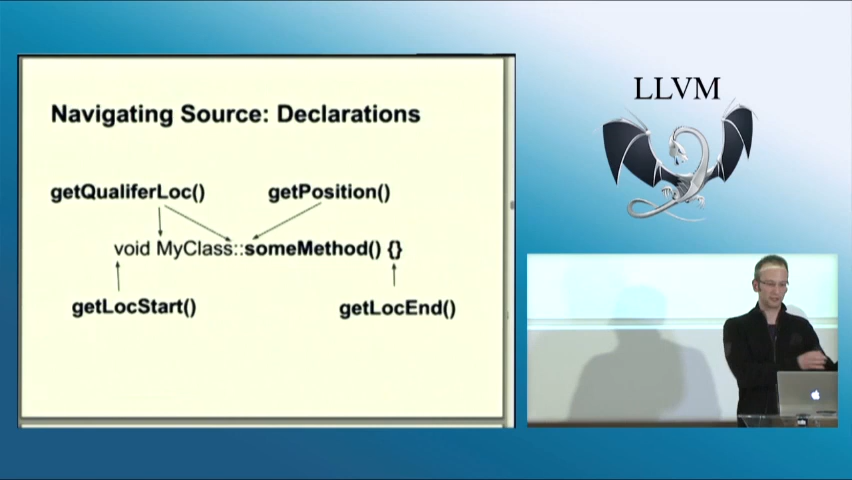 Navigating Source: Declarations
getQualiferLoc() getPosition()
void MyClass::someMethod() {}
getLocStart() getLocEnd()
LLVM